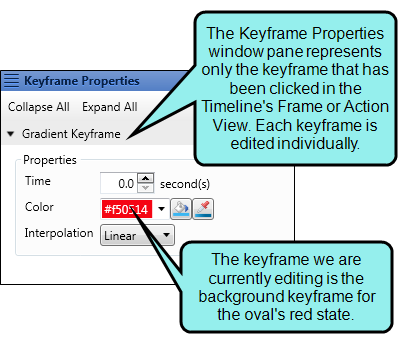 The Keyframe Properties
window pane represents
only the keyframe that has
been clicked in the
Timeline's Frame or Action
View. Each keyframe is
edited individually.
Keyframe Properties
Collapse All Expand All
Gradient Keyframe
Properties
Time 0.0 second(s)
Color
Interpolation Linear
The keyframe we are
currently editing is the
background keyframe for
the oval's red state.